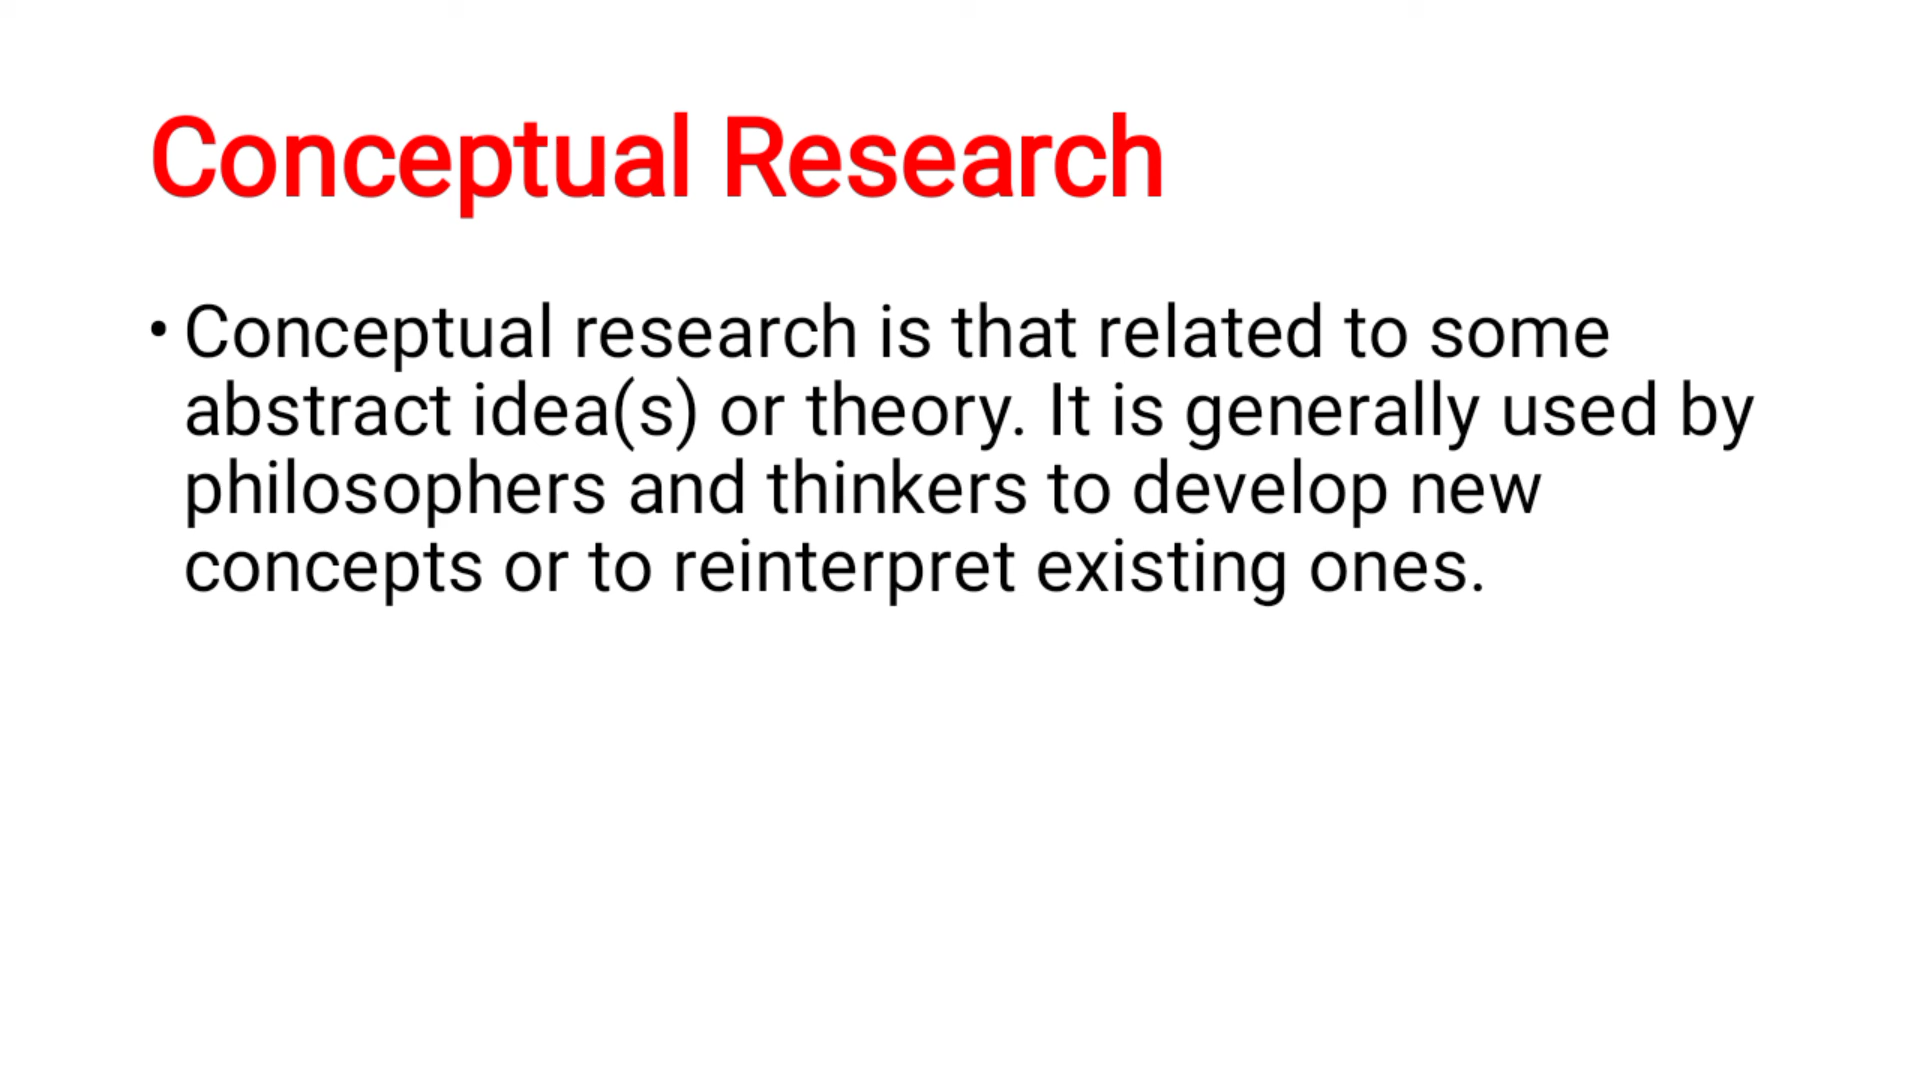 Conceptual Research
• Conceptual research is that related to some
abstract idea(s) or theory. It is generally used by
philosophers and thinkers to develop new
concepts or to reinterpret existing ones.